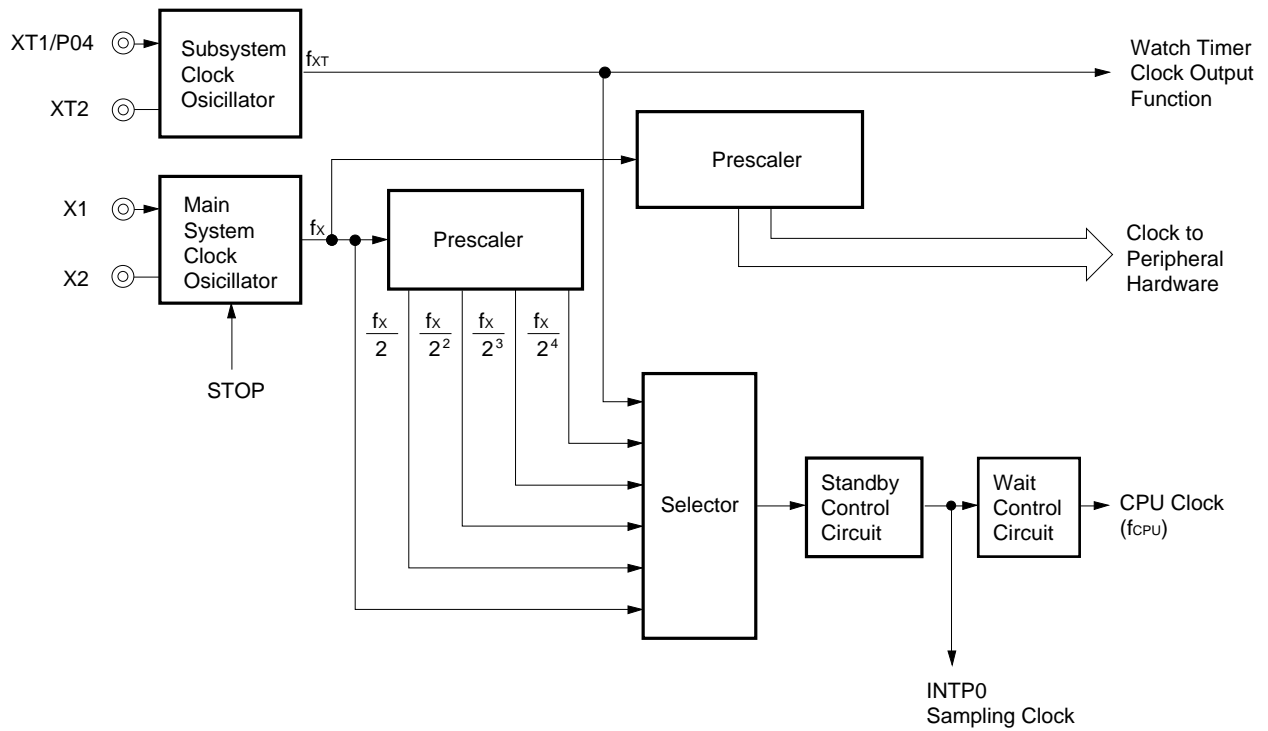 XT1/P04
XT2
Subsystem
Clock
Osicillator
fXT
Watch Timer
Clock Output
Function
Prescaler
X1
X2
Main
System
Clock
Osicillator
fX
Prescaler
Clock to
Peripheral
Hardware
STOP
fX
2
fX
2²
fX
2³
fX
2⁴
Selector
Standby
Control
Circuit
Wait
Control
Circuit
CPU Clock
(fCPU)
INTP0
Sampling Clock